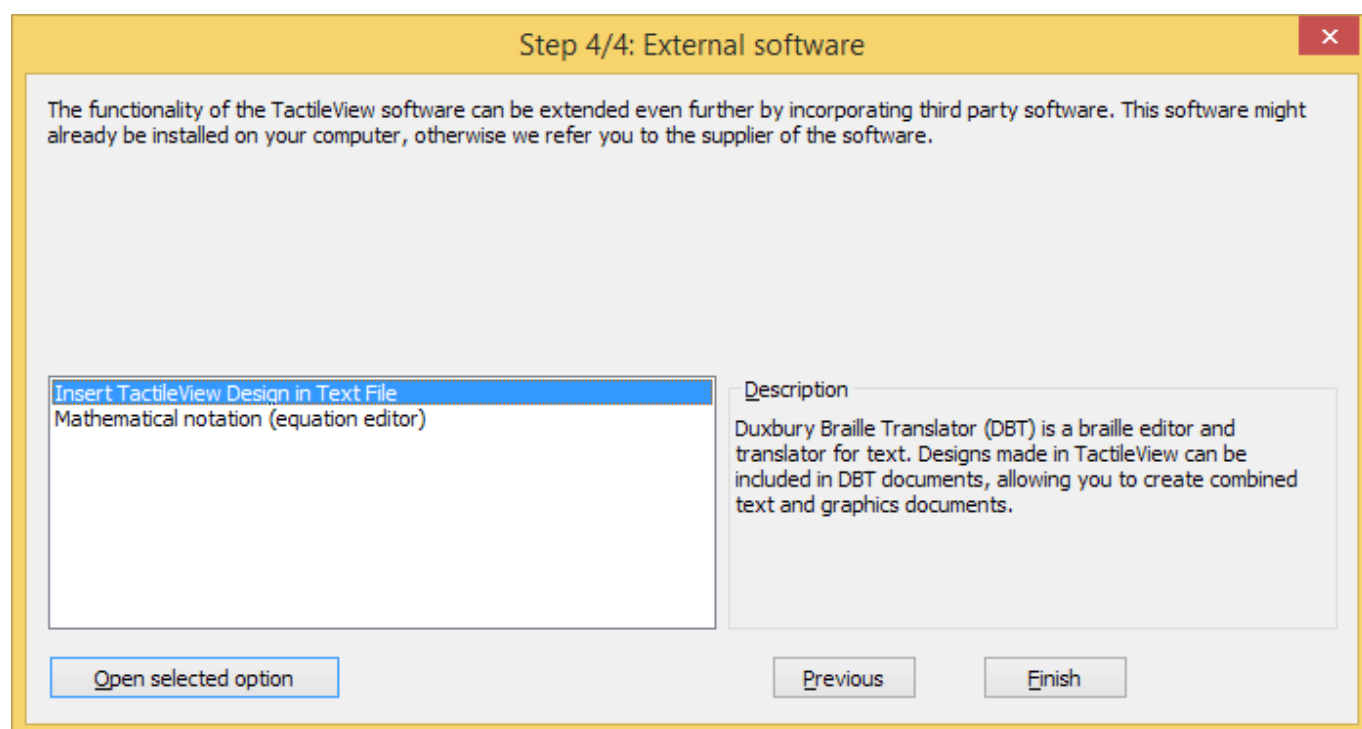 Step 4/4: External software
The functionality of the TactileView software can be extended even further by incorporating third party software. This software might
already be installed on your computer, otherwise we refer you to the supplier of the software.
Insert TactileView Design in Text File
Mathematical notation (equation editor)
Description
Duxbury Braille Translator (DBT) is a braille editor and
translator for text. Designs made in TactileView can be
included in DBT documents, allowing you to create combined
text and graphics documents.
Open selected option
Previous
Finish